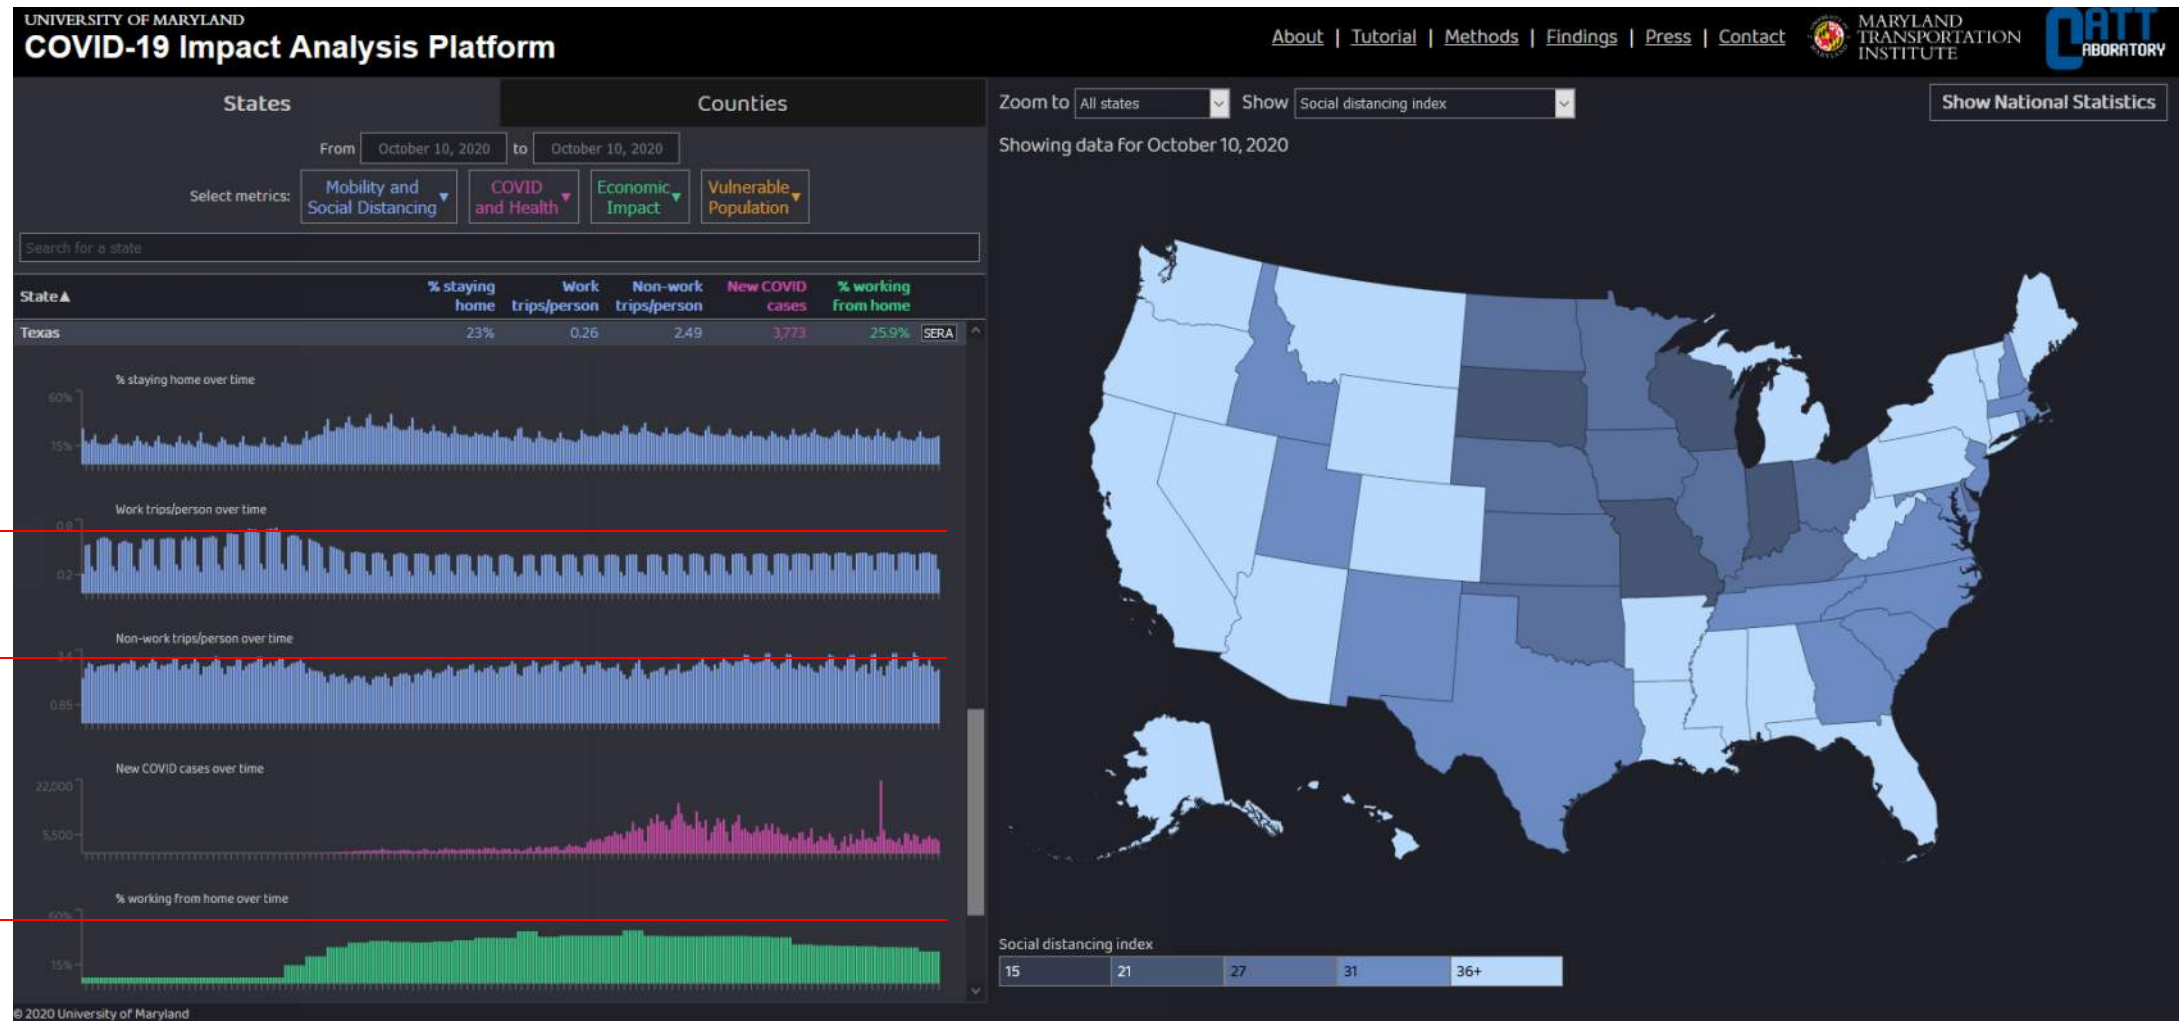 UNIVERSITY OF MARYLAND
COVID-19 Impact Analysis Platform
About | Tutorial | Methods | Findings | Press | Contact
MARYLAND
TRANSPORTATION
INSTITUTE
CATT
LABORATORY
States
Counties
From October 10, 2020 to October 10, 2020
Select metrics:
Mobility and
Social Distancing ▼
COVID
and Health ▼
Economic
Impact ▼
Vulnerable
Population ▼
Search for a state
State▲
% staying
home
Work
trips/person
Non-work
trips/person
New COVID
cases
% working
from home
Texas 23% 0.26 2.49 3,773 25.9% SERA
% staying home over time
60%
15%
Work trips/person over time
0.8
0.2
Non-work trips/person over time
3.4
0.85
New COVID cases over time
22,000
5,500
% working from home over time
60%
15%
© 2020 University of Maryland
Zoom to All states Show Social distancing index
Show National Statistics
Showing data for October 10, 2020
Social distancing index
15 21 27 31 36+